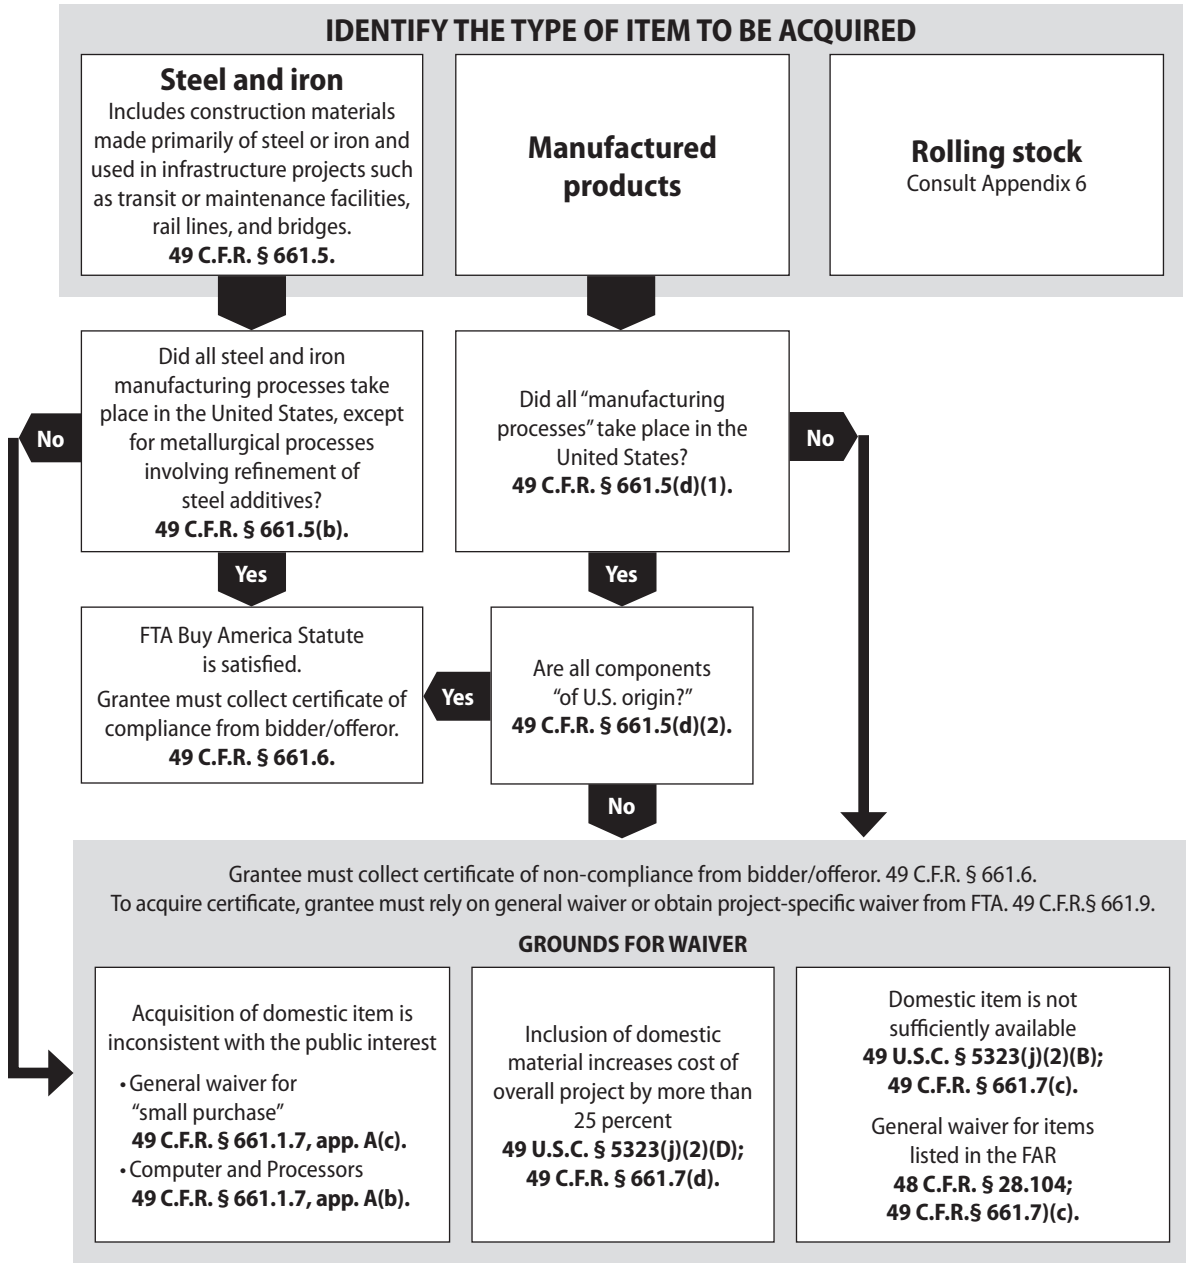 IDENTIFY THE TYPE OF ITEM TO BE ACQUIRED
Steel and iron
Includes construction materials
made primarily of steel or iron and
used in infrastructure projects such
as transit or maintenance facilities,
rail lines, and bridges.
49 C.F.R. § 661.5.
Manufactured
products
Rolling stock
Consult Appendix 6
Did all steel and iron
manufacturing processes take
place in the United States, except
for metallurgical processes
involving refinement of
steel additives?
49 C.F.R. § 661.5(b).
No
Did all “manufacturing
processes” take place in the
United States?
49 C.F.R. § 661.5(d)(1).
No
Yes
Yes
FTA Buy America Statute
is satisfied.
Grantee must collect certificate of
compliance from bidder/offeror.
49 C.F.R. § 661.6.
Yes
Are all components
“of U.S. origin?”
49 C.F.R. § 661.5(d)(2).
No
Grantee must collect certificate of non-compliance from bidder/offeror. 49 C.F.R. § 661.6.
To acquire certificate, grantee must rely on general waiver or obtain project-specific waiver from FTA. 49 C.F.R.§ 661.9.
GROUNDS FOR WAIVER
Acquisition of domestic item is
inconsistent with the public interest
• General waiver for
“small purchase”
49 C.F.R. § 661.1.7, app. A(c).
• Computer and Processors
49 C.F.R. § 661.1.7, app. A(b).
Inclusion of domestic
material increases cost of
overall project by more than
25 percent
49 U.S.C. § 5323(j)(2)(D);
49 C.F.R. § 661.7(d).
Domestic item is not
sufficiently available
49 U.S.C. § 5323(j)(2)(B);
49 C.F.R. § 661.7(c).
General waiver for items
listed in the FAR
48 C.F.R. § 28.104;
49 C.F.R.§ 661.7)(c).